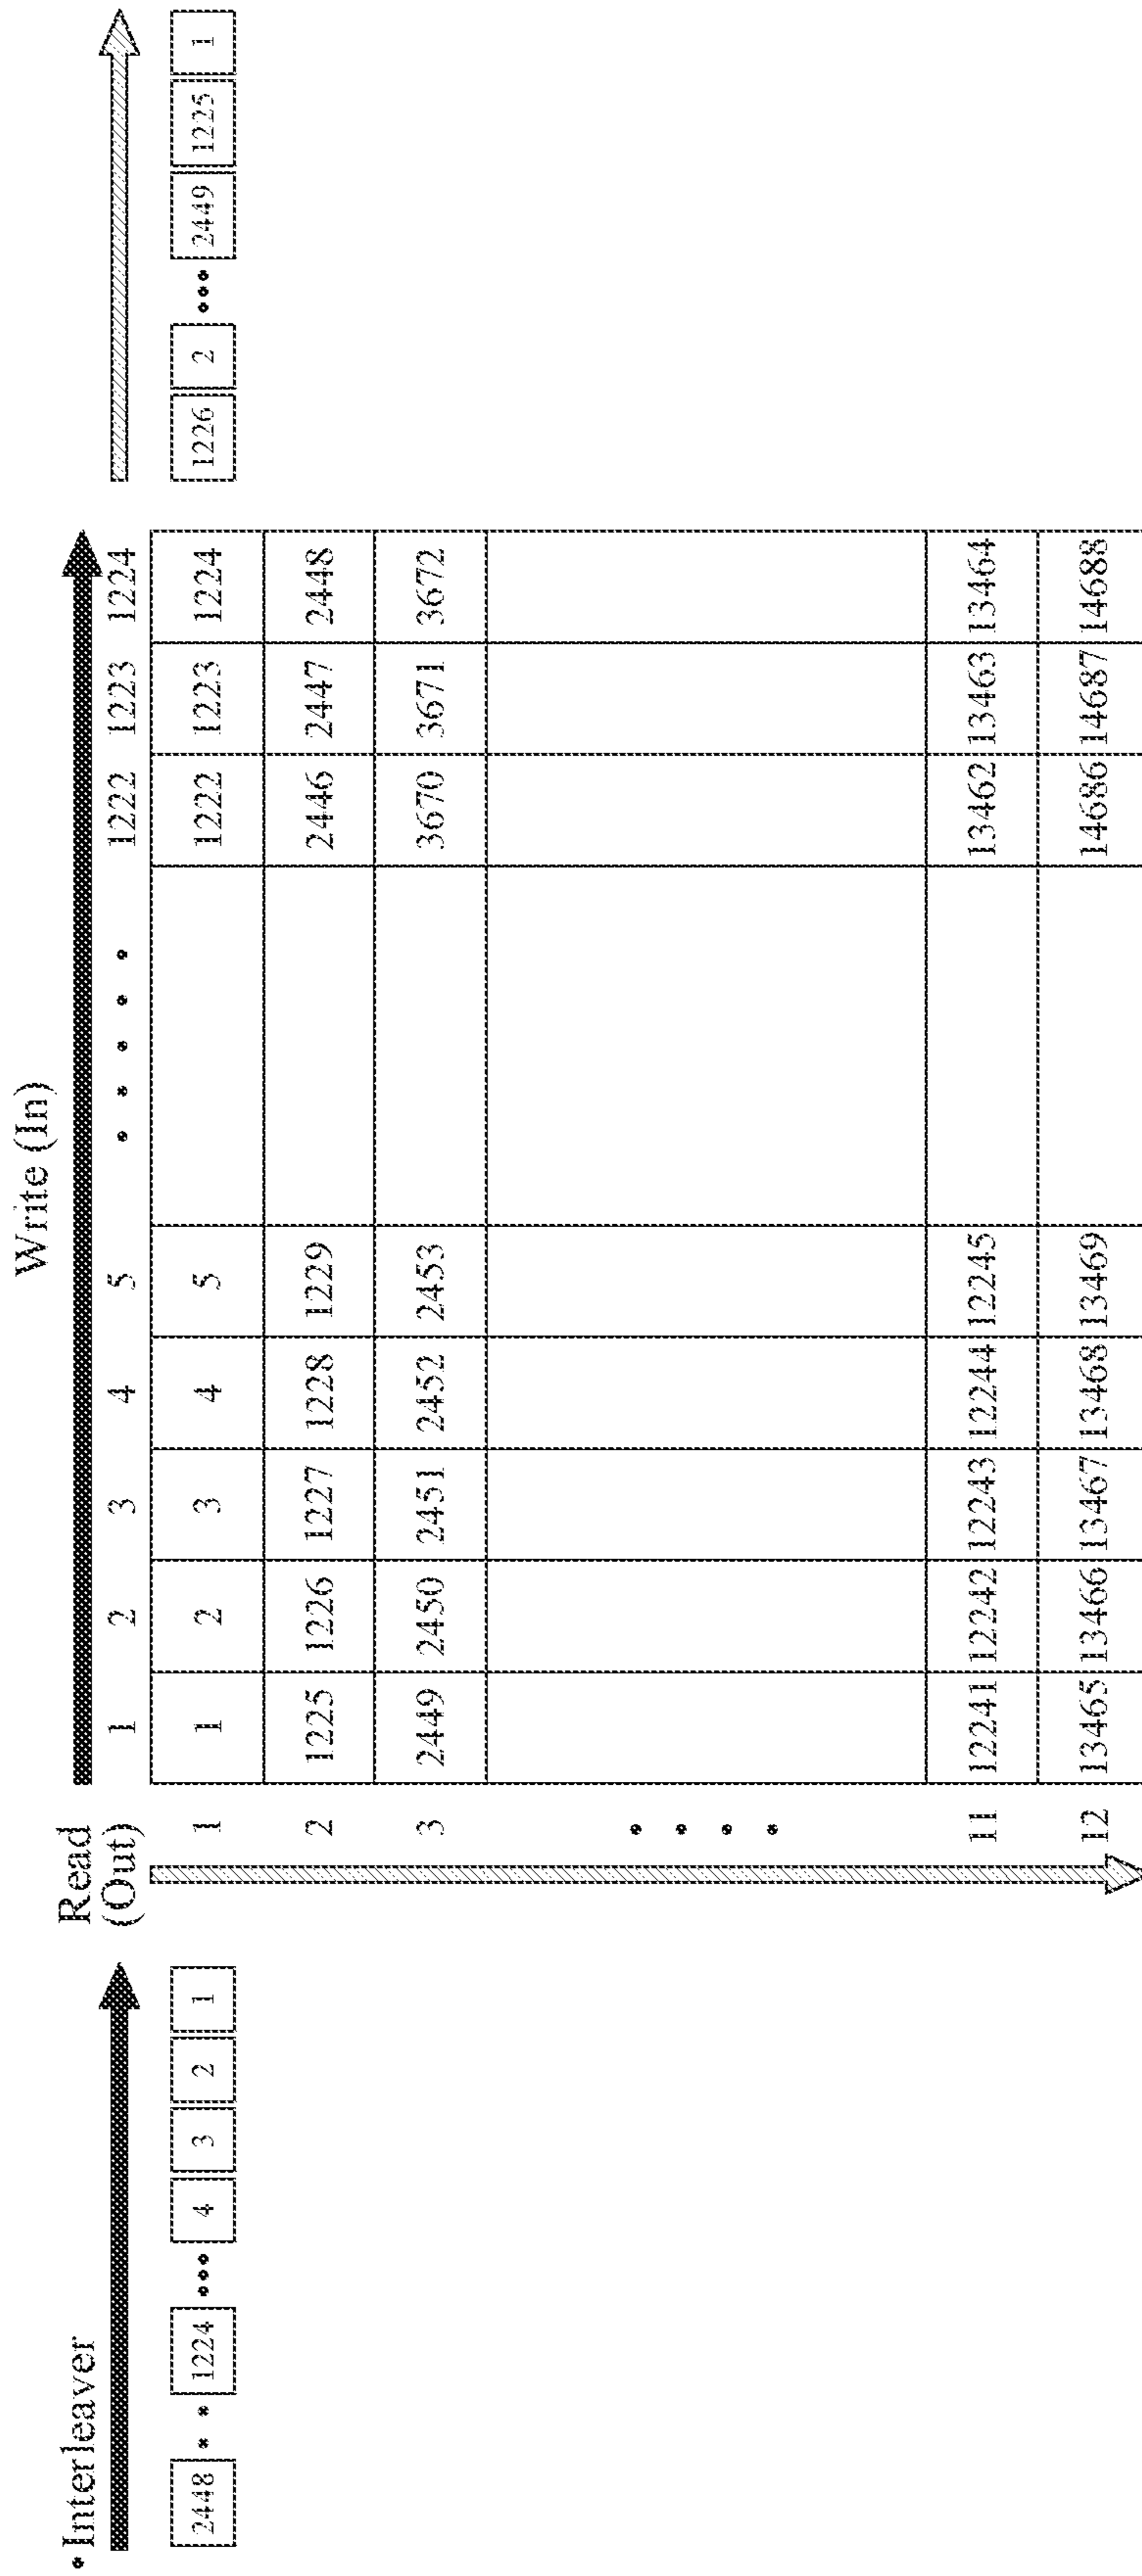 Write (In)
• Interleaver
Read
(Out)
1 2 3 4 5 • • • • • 1222 1223 1224
2448 • • 1224 ••• 4 3 2 1
1 1 2 3 4 5 1222 1223 1224
1226 2 ••• 2449 1225 1
2 1225 1226 1227 1228 1229 2446 2447 2448
3 2449 2450 2451 2452 2453 3670 3671 3672
• • • •
11 12241 12242 12243 12244 12245 13462 13463 13464
12 13465 13466 13467 13468 13469 14686 14687 14688